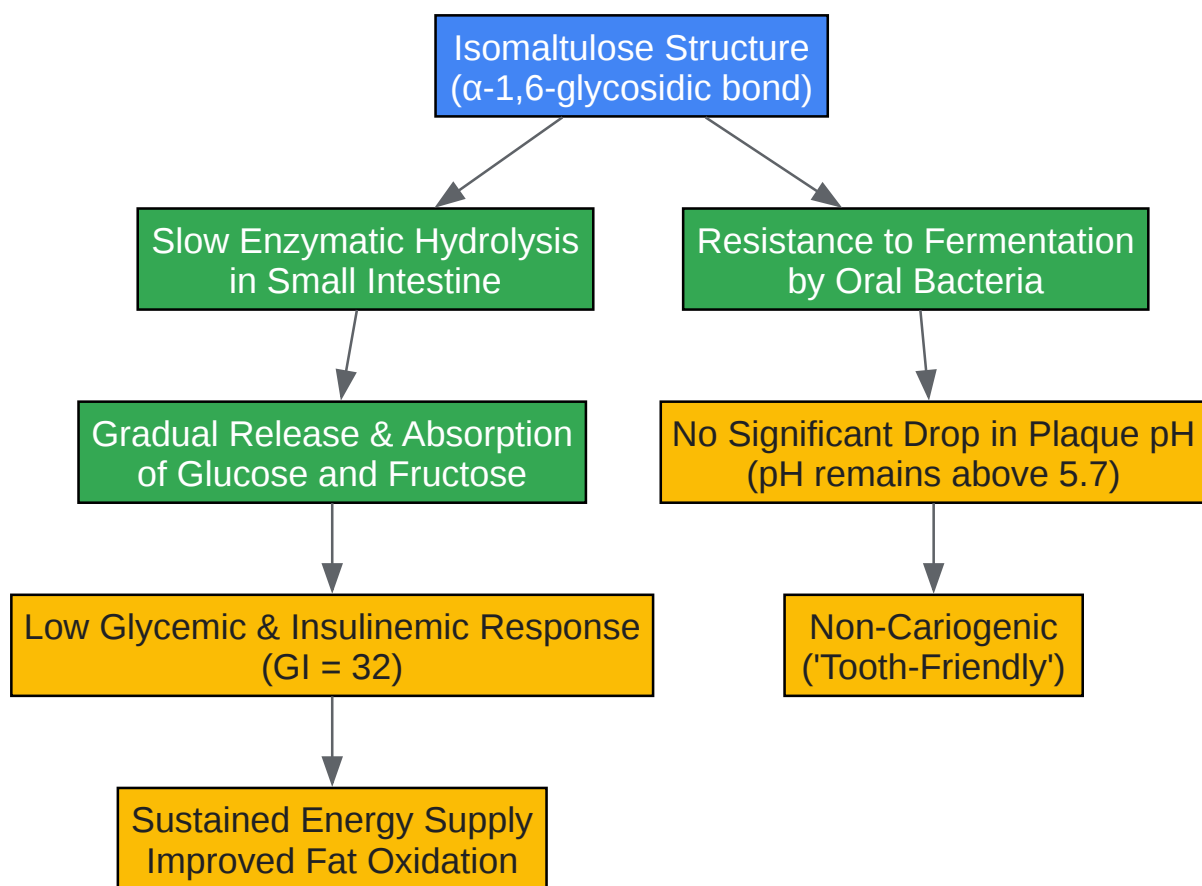 Isomaltulose Structure
(α-1,6-glycosidic bond)
Slow Enzymatic Hydrolysis
in Small Intestine
Resistance to Fermentation
by Oral Bacteria
Gradual Release & Absorption
of Glucose and Fructose
No Significant Drop in Plaque pH
(pH remains above 5.7)
Low Glycemic & Insulinemic Response
(GI = 32)
Non-Cariogenic
('Tooth-Friendly')
Sustained Energy Supply
Improved Fat Oxidation